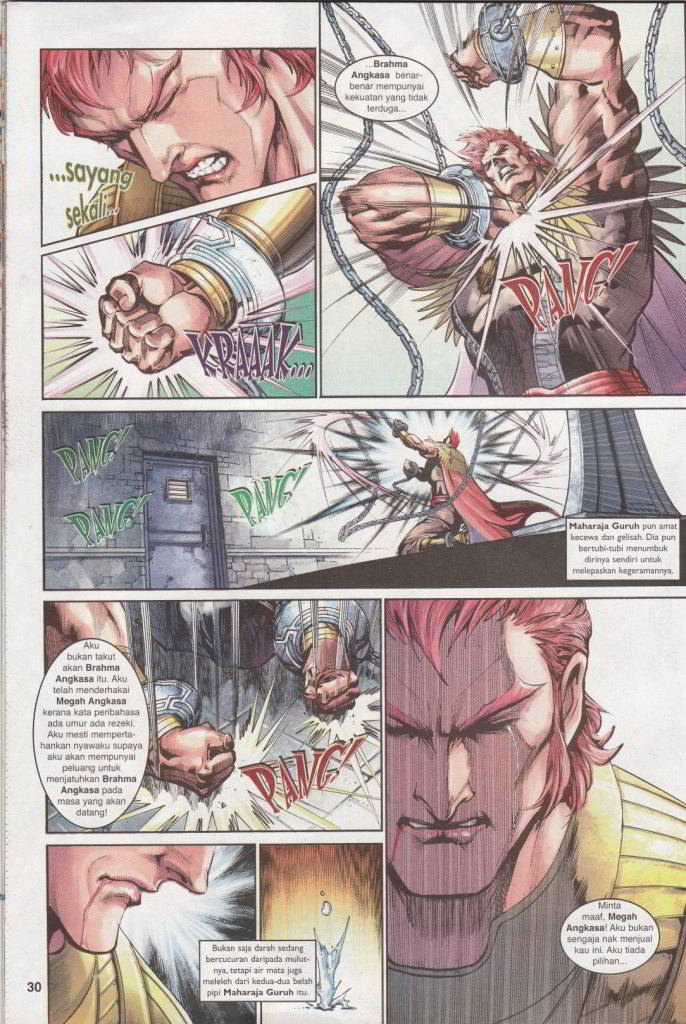 ...sayang
sekali...
...Brahma
Angkasa benar-
benar mempunyai
kekuatan yang tidak
terduga...
PANG!
KRAAAK...
PANG!
PANG!
PANG!
Maharaja Guruh pun amat
kecewa dan gelisah. Dia pun
bertubi-tubi menumbuk
dirinya sendiri untuk
melepaskan kegeramannya.
Aku
bukan takut
akan Brahma
Angkasa itu. Aku
telah menderhakai
Megah Angkasa
kerana kata peribahasa
ada umur ada rezeki.
Aku mesti memperta-
hankan nyawaku supaya
aku akan mempunyai
peluang untuk
menjatuhkan Brahma
Angkasa pada
masa yang akan
datang!
PANG!
Minta
maaf, Megah
Angkasa! Aku bukan
sengaja nak menjual
kau ini. Aku tiada
pilihan...
Bukan saja darah sedang
bercucuran daripada mulut-
nya, tetapi air mata juga
meleleh dari kedua-dua belah
pipi Maharaja Guruh itu.
30